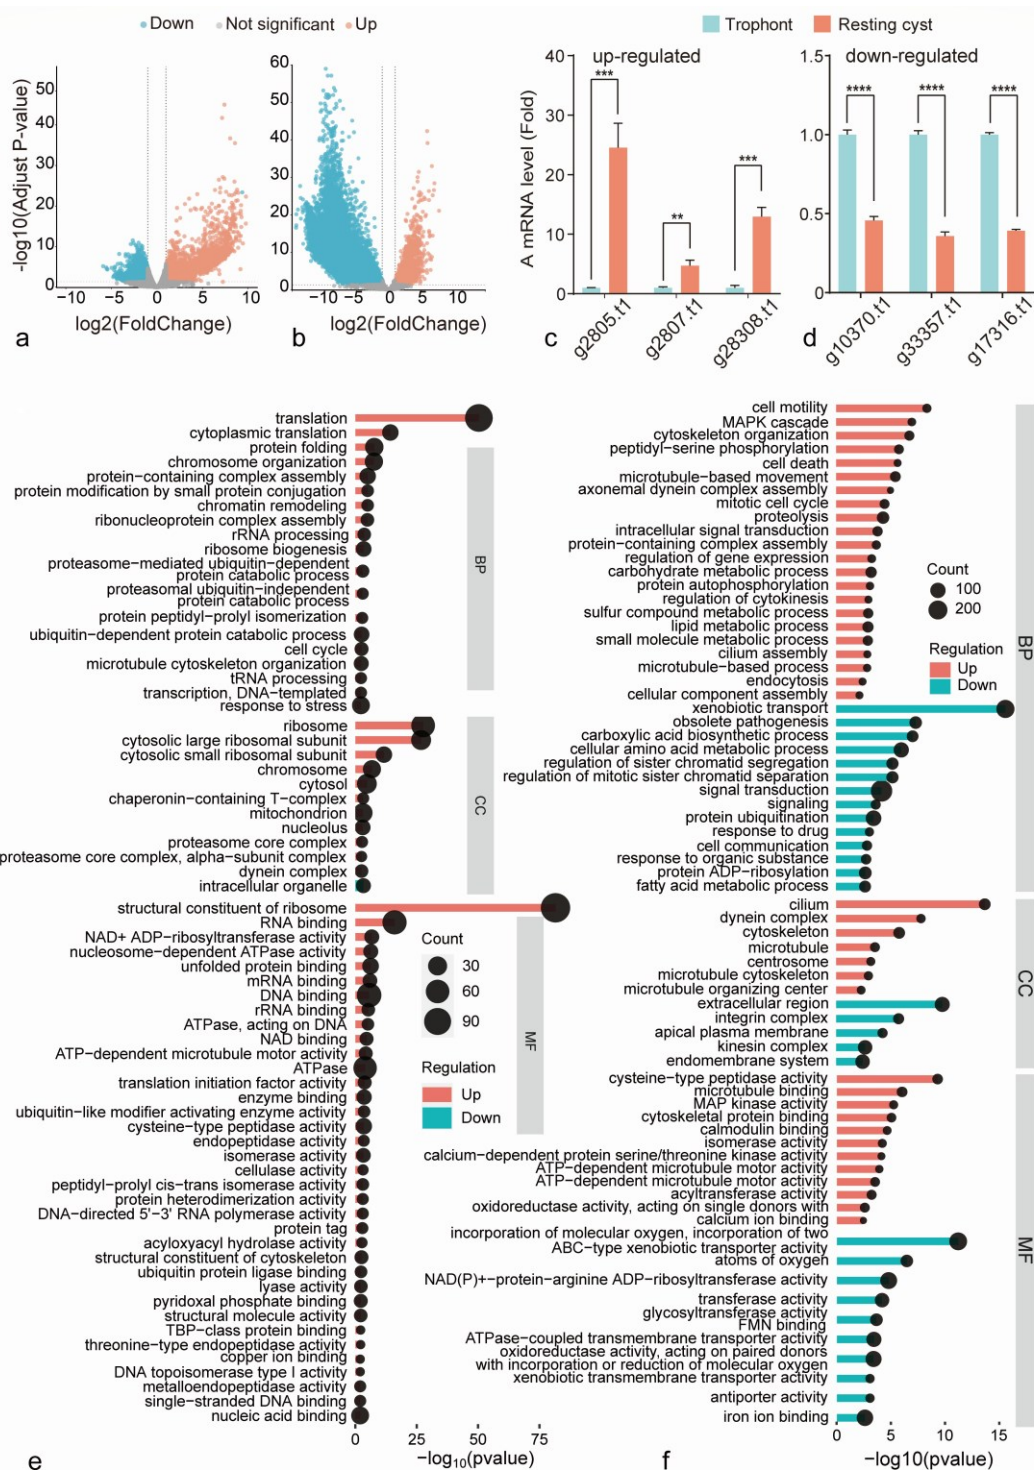 Down Not significant Up
Trophont Resting cyst
-log10(Adjust P-value)
50
40
30
20
10
0
−10 −5 0 5 10
log2(FoldChange)
a
60
50
40
30
20
10
0
−10 −5 0 5
log2(FoldChange)
b
A mRNA level (Fold)
up-regulated
40
30
20
10
0
***
**
***
g2805.t1
g2807.t1
g28308.t1
c
down-regulated
1.5
1.0
0.5
0
****
****
****
g10370.t1
g33357.t1
g17316.t1
d
translation
cytoplasmic translation
protein folding
chromosome organization
protein−containing complex assembly
protein modification by small protein conjugation
chromatin remodeling
ribonucleoprotein complex assembly
rRNA processing
ribosome biogenesis
proteasome−mediated ubiquitin−dependent
protein catabolic process
proteasomal ubiquitin−independent
protein catabolic process
protein peptidyl−prolyl isomerization
ubiquitin−dependent protein catabolic process
cell cycle
microtubule cytoskeleton organization
tRNA processing
transcription, DNA−templated
response to stress
BP
ribosome
cytosolic large ribosomal subunit
cytosolic small ribosomal subunit
chromosome
cytosol
chaperonin−containing T−complex
mitochondrion
nucleolus
proteasome core complex
proteasome core complex, alpha−subunit complex
dynein complex
intracellular organelle
CC
structural constituent of ribosome
RNA binding
NAD+ ADP−ribosyltransferase activity
nucleosome−dependent ATPase activity
unfolded protein binding
mRNA binding
DNA binding
rRNA binding
ATPase, acting on DNA
NAD binding
ATP−dependent microtubule motor activity
ATPase
translation initiation factor activity
enzyme binding
ubiquitin−like modifier activating enzyme activity
cysteine−type peptidase activity
endopeptidase activity
isomerase activity
cellulase activity
peptidyl−prolyl cis−trans isomerase activity
protein heterodimerization activity
DNA−directed 5'−3' RNA polymerase activity
protein tag
acyloxyacyl hydrolase activity
structural constituent of cytoskeleton
ubiquitin protein ligase binding
lyase activity
pyridoxal phosphate binding
structural molecule activity
TBP−class protein binding
threonine−type endopeptidase activity
copper ion binding
DNA topoisomerase type I activity
metalloendopeptidase activity
single−stranded DNA binding
nucleic acid binding
MF
Count
30
60
90
Regulation
Up
Down
0 25 50 75
−log10(pvalue)
e
cell motility
MAPK cascade
cytoskeleton organization
peptidyl−serine phosphorylation
cell death
microtubule−based movement
axonemal dynein complex assembly
mitotic cell cycle
proteolysis
intracellular signal transduction
protein−containing complex assembly
regulation of gene expression
carbohydrate metabolic process
protein autophosphorylation
regulation of cytokinesis
sulfur compound metabolic process
lipid metabolic process
small molecule metabolic process
cilium assembly
microtubule−based process
endocytosis
cellular component assembly
xenobiotic transport
obsolete pathogenesis
carboxylic acid biosynthetic process
cellular amino acid metabolic process
regulation of sister chromatid segregation
regulation of mitotic sister chromatid separation
signal transduction
signaling
protein ubiquitination
response to drug
cell communication
response to organic substance
protein ADP−ribosylation
fatty acid metabolic process
Count
100
200
Regulation
Up
Down
BP
cilium
dynein complex
cytoskeleton
microtubule
centrosome
microtubule cytoskeleton
microtubule organizing center
extracellular region
integrin complex
apical plasma membrane
kinesin complex
endomembrane system
CC
cysteine−type peptidase activity
microtubule binding
MAP kinase activity
cytoskeletal protein binding
calmodulin binding
isomerase activity
calcium−dependent protein serine/threonine kinase activity
ATP−dependent microtubule motor activity
ATP−dependent microtubule motor activity
acyltransferase activity
oxidoreductase activity, acting on single donors with
calcium ion binding
incorporation of molecular oxygen, incorporation of two
ABC−type xenobiotic transporter activity
atoms of oxygen
NAD(P)+−protein−arginine ADP−ribosyltransferase activity
transferase activity
glycosyltransferase activity
FMN binding
ATPase−coupled transmembrane transporter activity
oxidoreductase activity, acting on paired donors
with incorporation or reduction of molecular oxygen
xenobiotic transmembrane transporter activity
antiporter activity
iron ion binding
MF
0 5 10 15
−log10(pvalue)
f